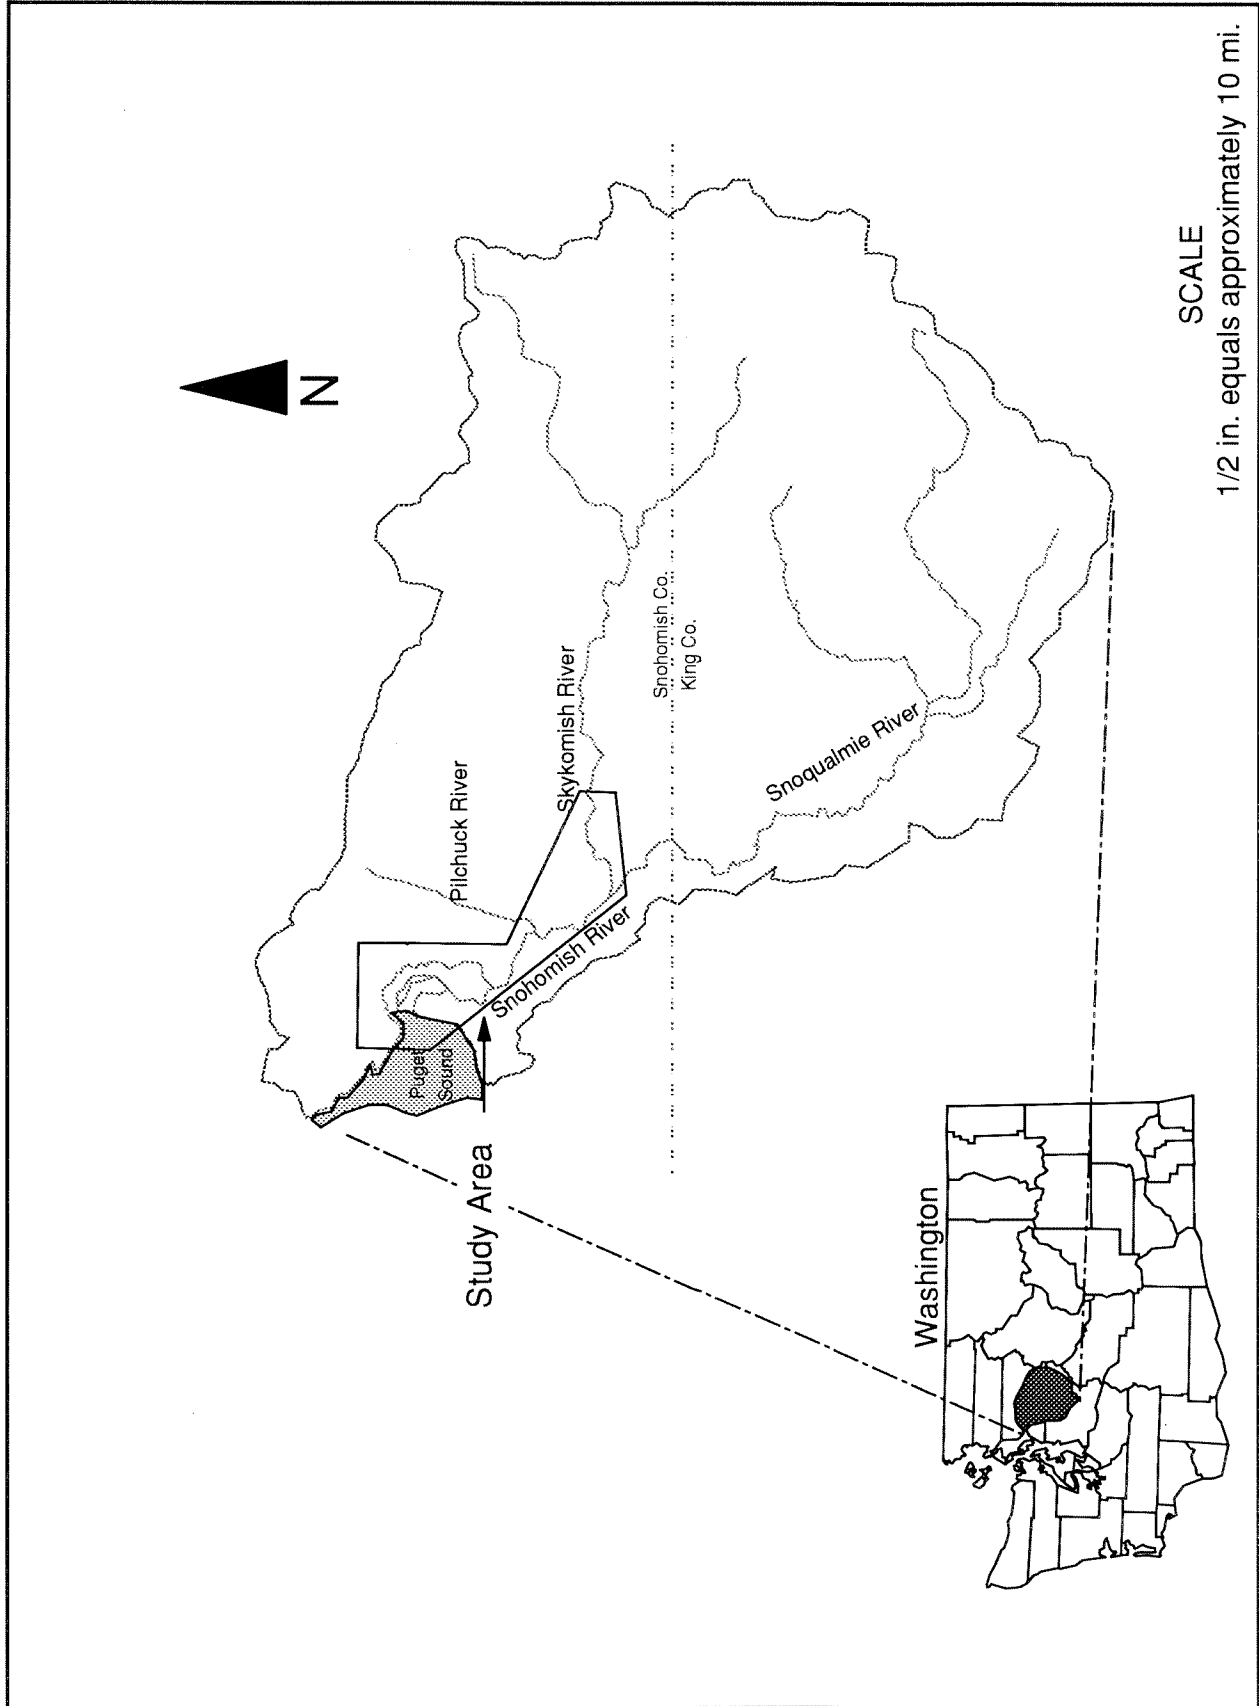 N
Pilchuck River
Skykomish River
Snohomish Co.
King Co.
Snoqualmie River
Snohomish River
Puget
Sound
Study Area
Washington
SCALE
1/2 in. equals approximately 10 mi.